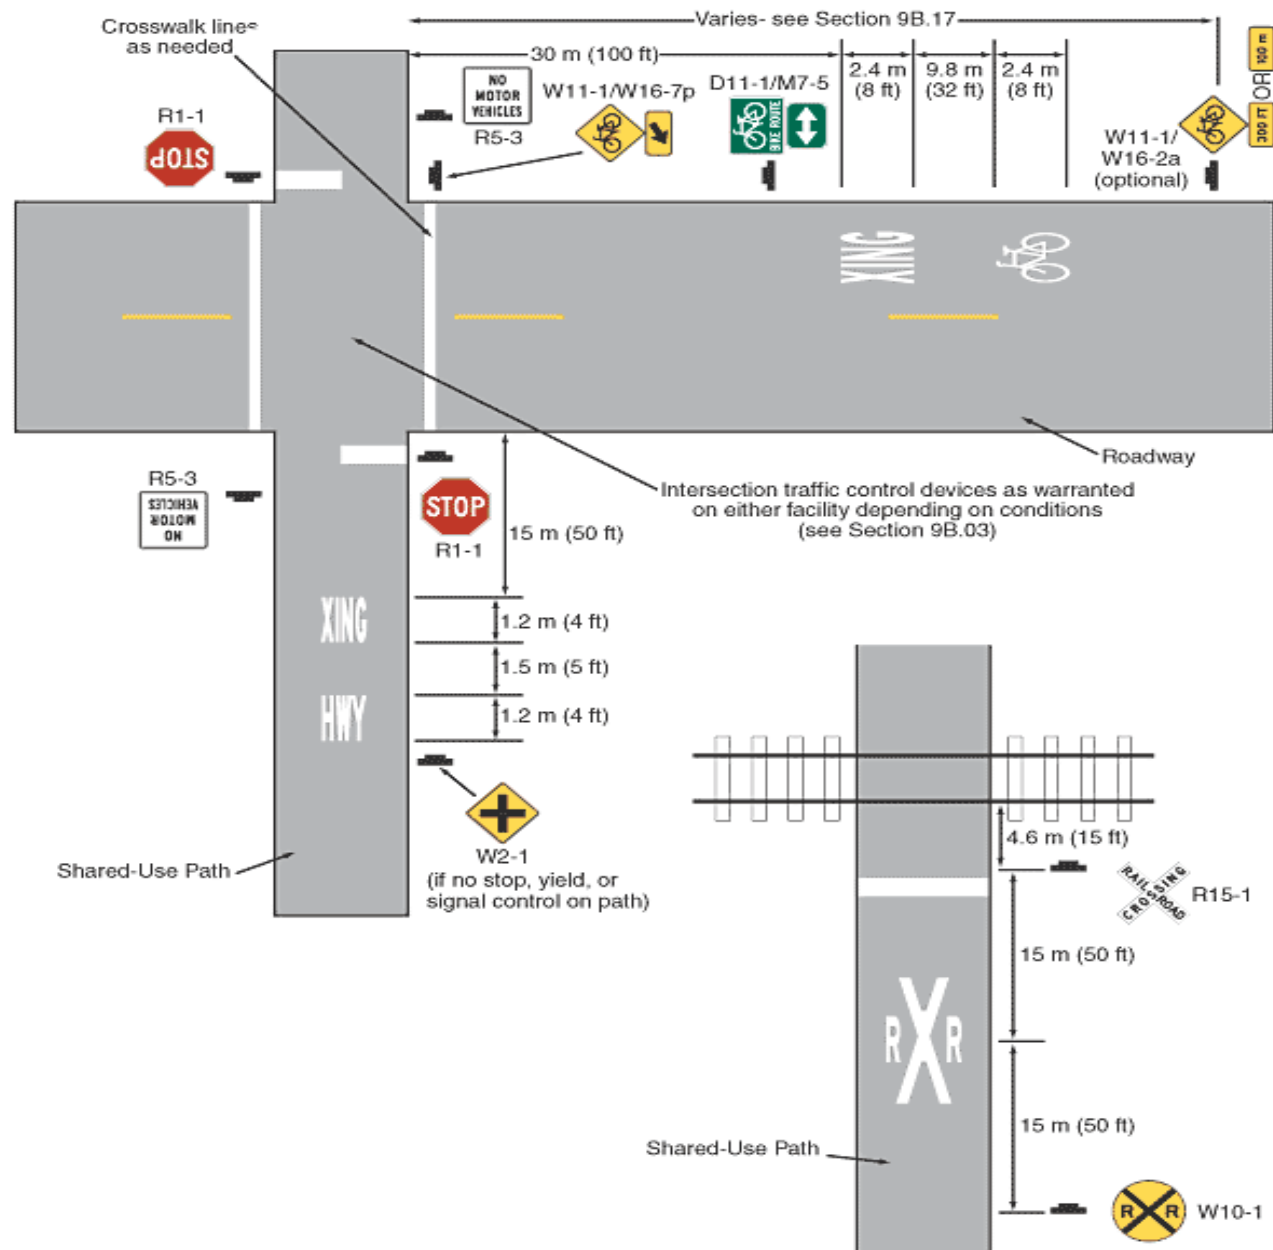 Varies- see Section 9B.17
Crosswalk lines
as needed
30 m (100 ft)
2.4 m
(8 ft)
9.8 m
(32 ft)
2.4 m
(8 ft)
100 m
OR
300 FT
NO
MOTOR
VEHICLES
R5-3
W11-1/W16-7p
D11-1/M7-5
BIKE ROUTE
R1-1
STOP
W11-1/
W16-2a
(optional)
XING
Roadway
R5-3
NO
MOTOR
VEHICLES
STOP
R1-1
Intersection traffic control devices as warranted
on either facility depending on conditions
(see Section 9B.03)
15 m (50 ft)
XING
1.2 m (4 ft)
1.5 m (5 ft)
HWY
1.2 m (4 ft)
W2-1
(if no stop, yield, or
signal control on path)
Shared-Use Path
4.6 m (15 ft)
RAILROAD
CROSSING
R15-1
15 m (50 ft)
R X R
15 m (50 ft)
Shared-Use Path
R R
W10-1